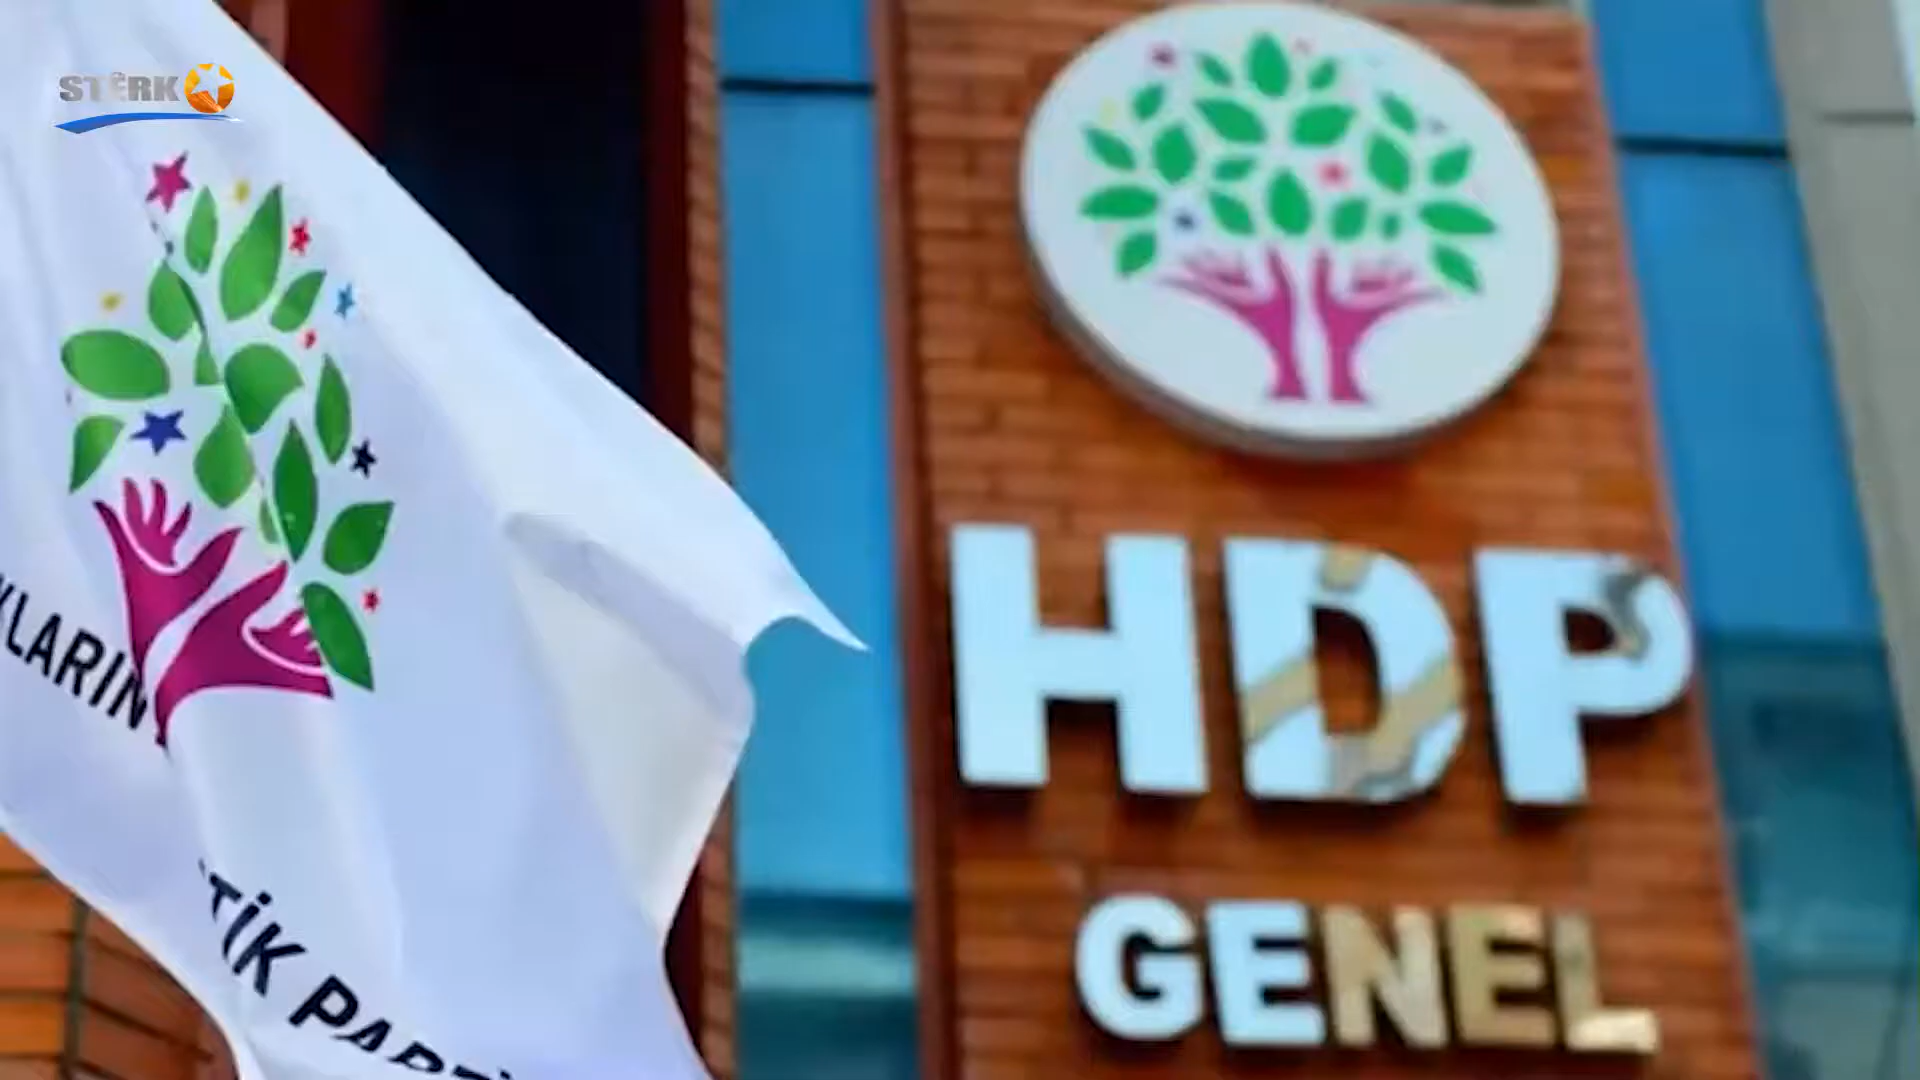 STÊRK
HDP
GENEL
KLARIN
TİK PARTİ